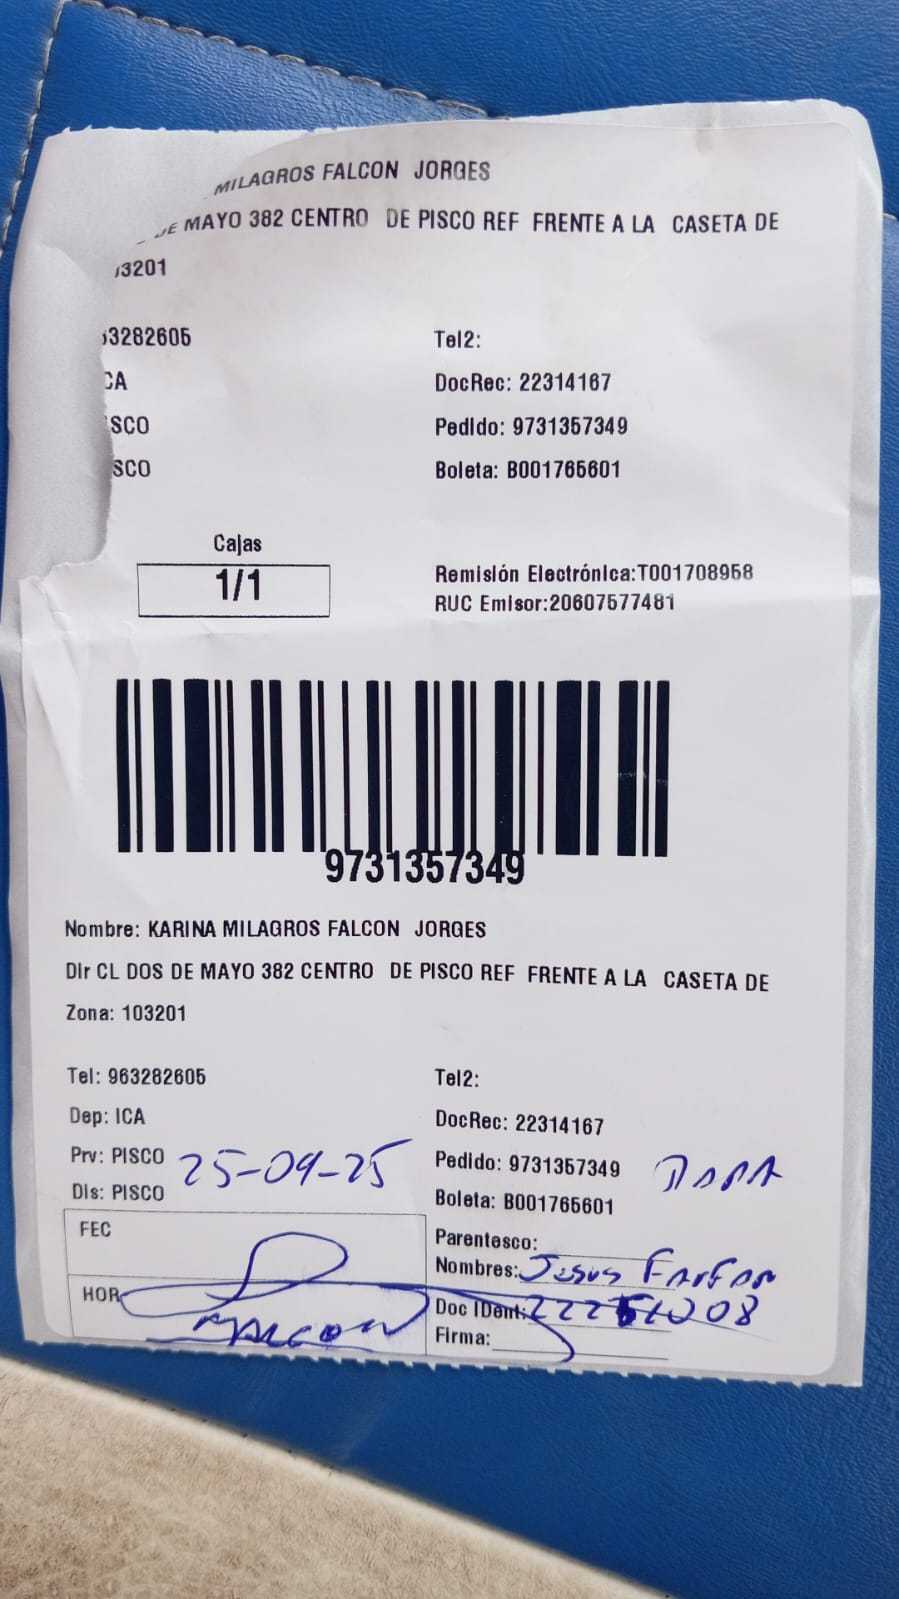 MILAGROS FALCON JORGES
DE MAYO 382 CENTRO DE PISCO REF FRENTE A LA CASETA DE
03201
63282605 Tel2:
CA DocRec: 22314167
ISCO Pedido: 9731357349
SCO Boleta: B001765601
Cajas
1/1
Remisión Electrónica:T001708958
RUC Emisor:20607577481
9731357349
Nombre: KARINA MILAGROS FALCON JORGES
Dir CL DOS DE MAYO 382 CENTRO DE PISCO REF FRENTE A LA CASETA DE
Zona: 103201
Tel: 963282605 Tel2:
Dep: ICA DocRec: 22314167
Prv: PISCO 25-09-25 Pedido: 9731357349
Dis: PISCO Boleta: B001765601
FEC Parentesco:
Nombres: Jesus
HOR Doc IDent:
FALCON Firma: